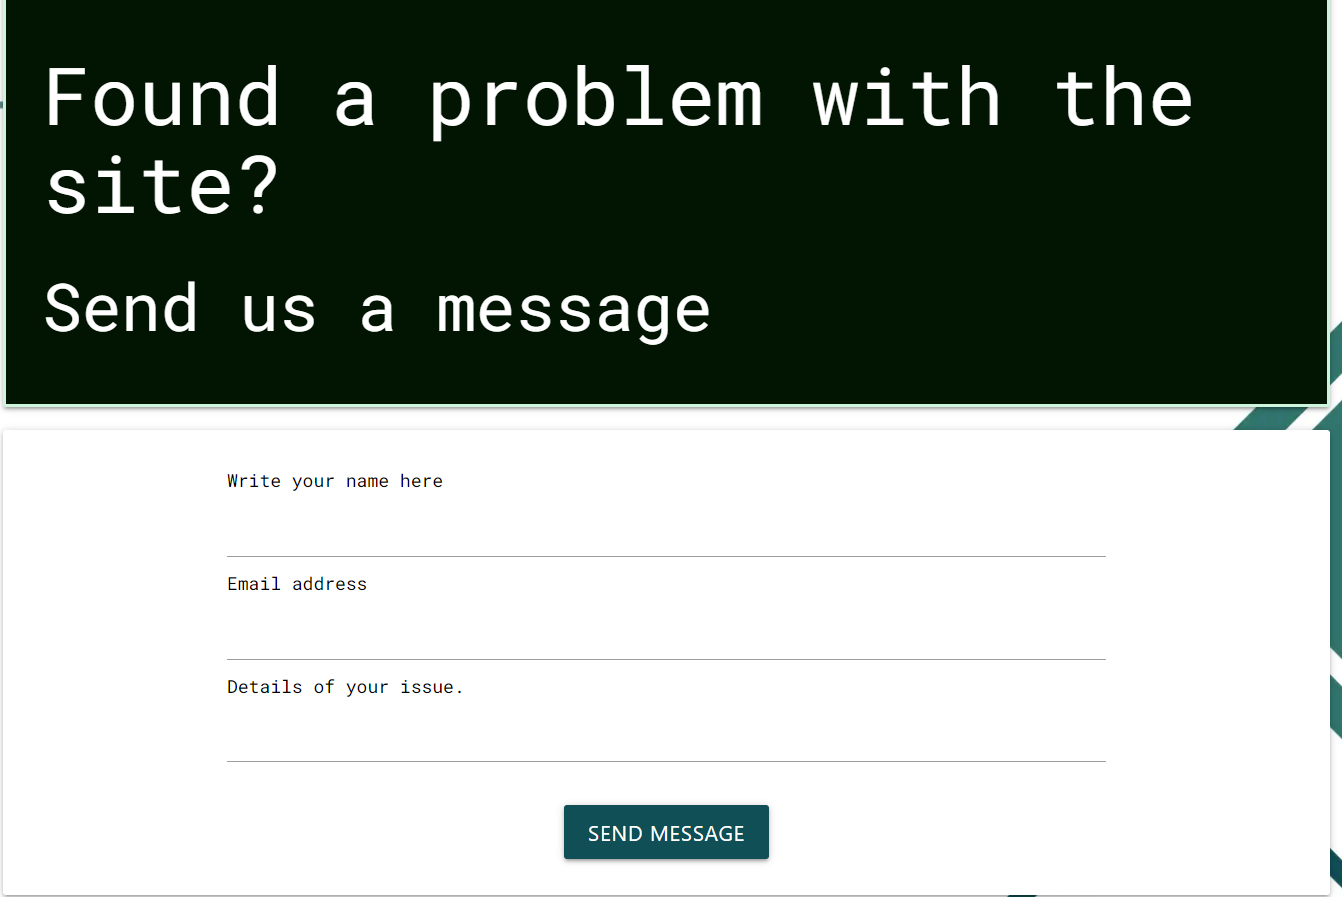 Found a problem with the
site?
Send us a message
Write your name here
Email address
Details of your issue.
SEND MESSAGE